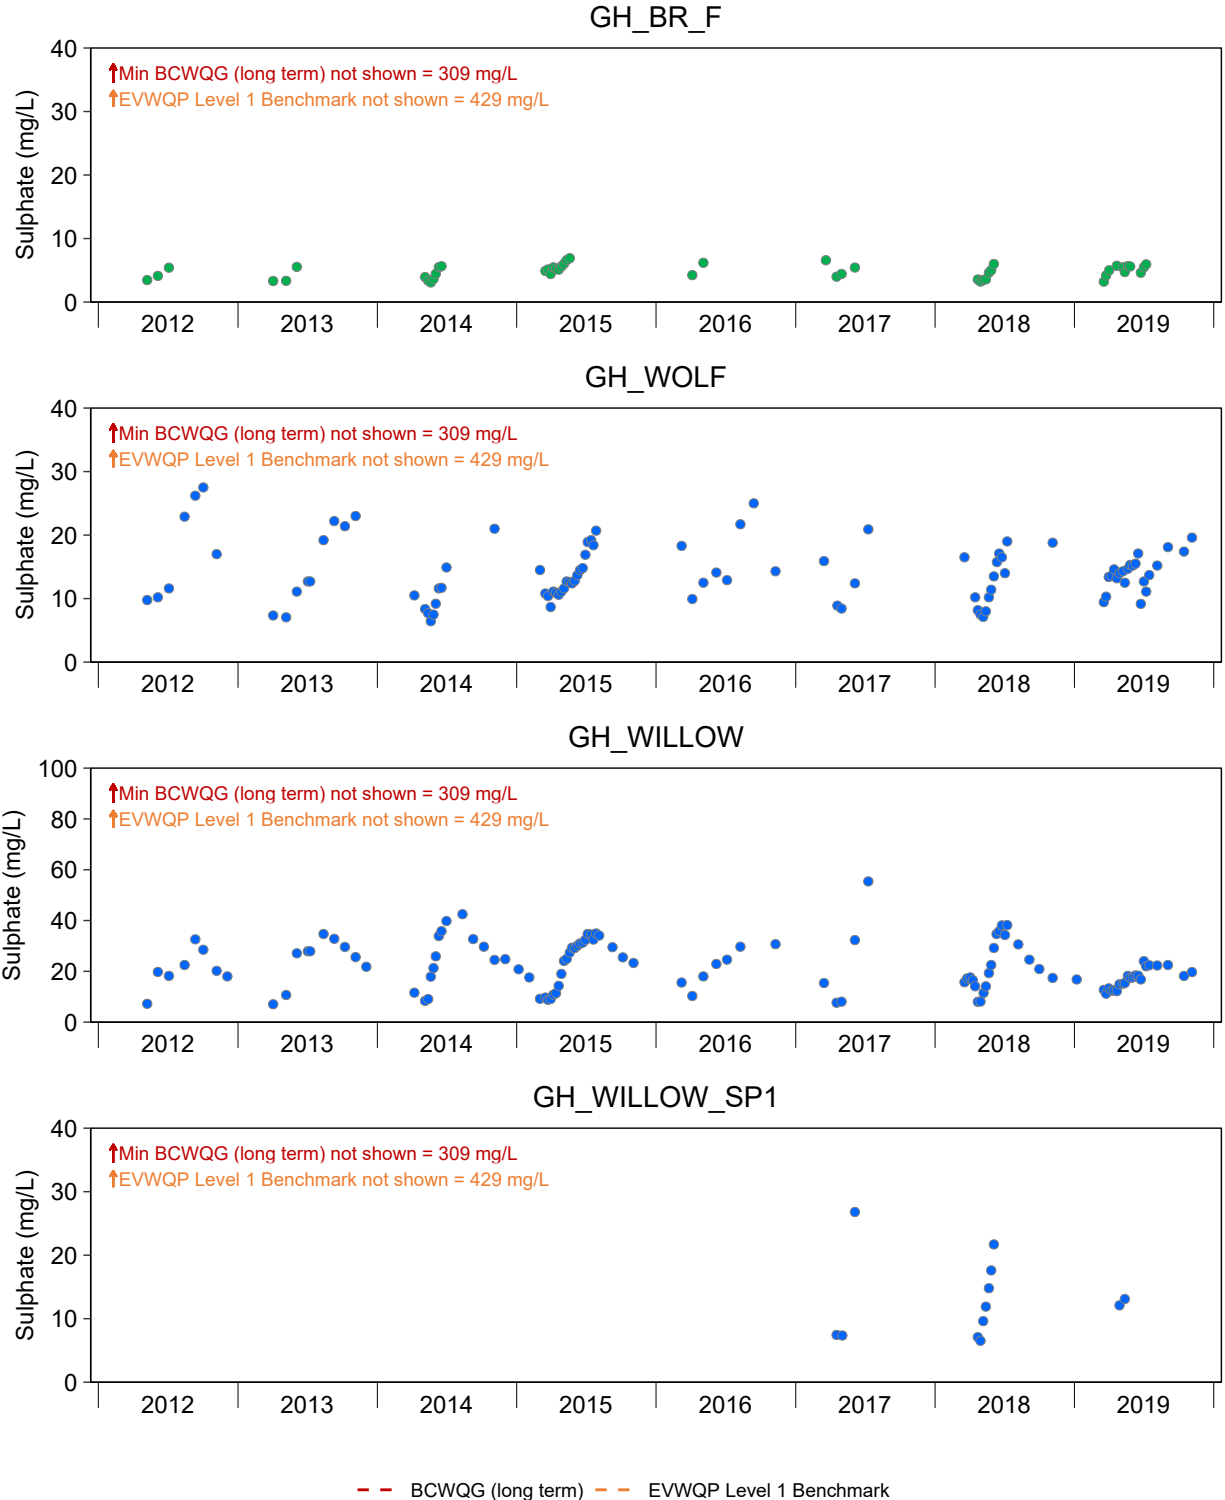 GH_BR_F
40
30
20
10
0
Sulphate (mg/L)
Min BCWQG (long term) not shown = 309 mg/L
EVWQP Level 1 Benchmark not shown = 429 mg/L
2012 2013 2014 2015 2016 2017 2018 2019
GH_WOLF
40
30
20
10
0
Sulphate (mg/L)
Min BCWQG (long term) not shown = 309 mg/L
EVWQP Level 1 Benchmark not shown = 429 mg/L
2012 2013 2014 2015 2016 2017 2018 2019
GH_WILLOW
100
80
60
40
20
0
Sulphate (mg/L)
Min BCWQG (long term) not shown = 309 mg/L
EVWQP Level 1 Benchmark not shown = 429 mg/L
2012 2013 2014 2015 2016 2017 2018 2019
GH_WILLOW_SP1
40
30
20
10
0
Sulphate (mg/L)
Min BCWQG (long term) not shown = 309 mg/L
EVWQP Level 1 Benchmark not shown = 429 mg/L
2012 2013 2014 2015 2016 2017 2018 2019
BCWQG (long term) EVWQP Level 1 Benchmark